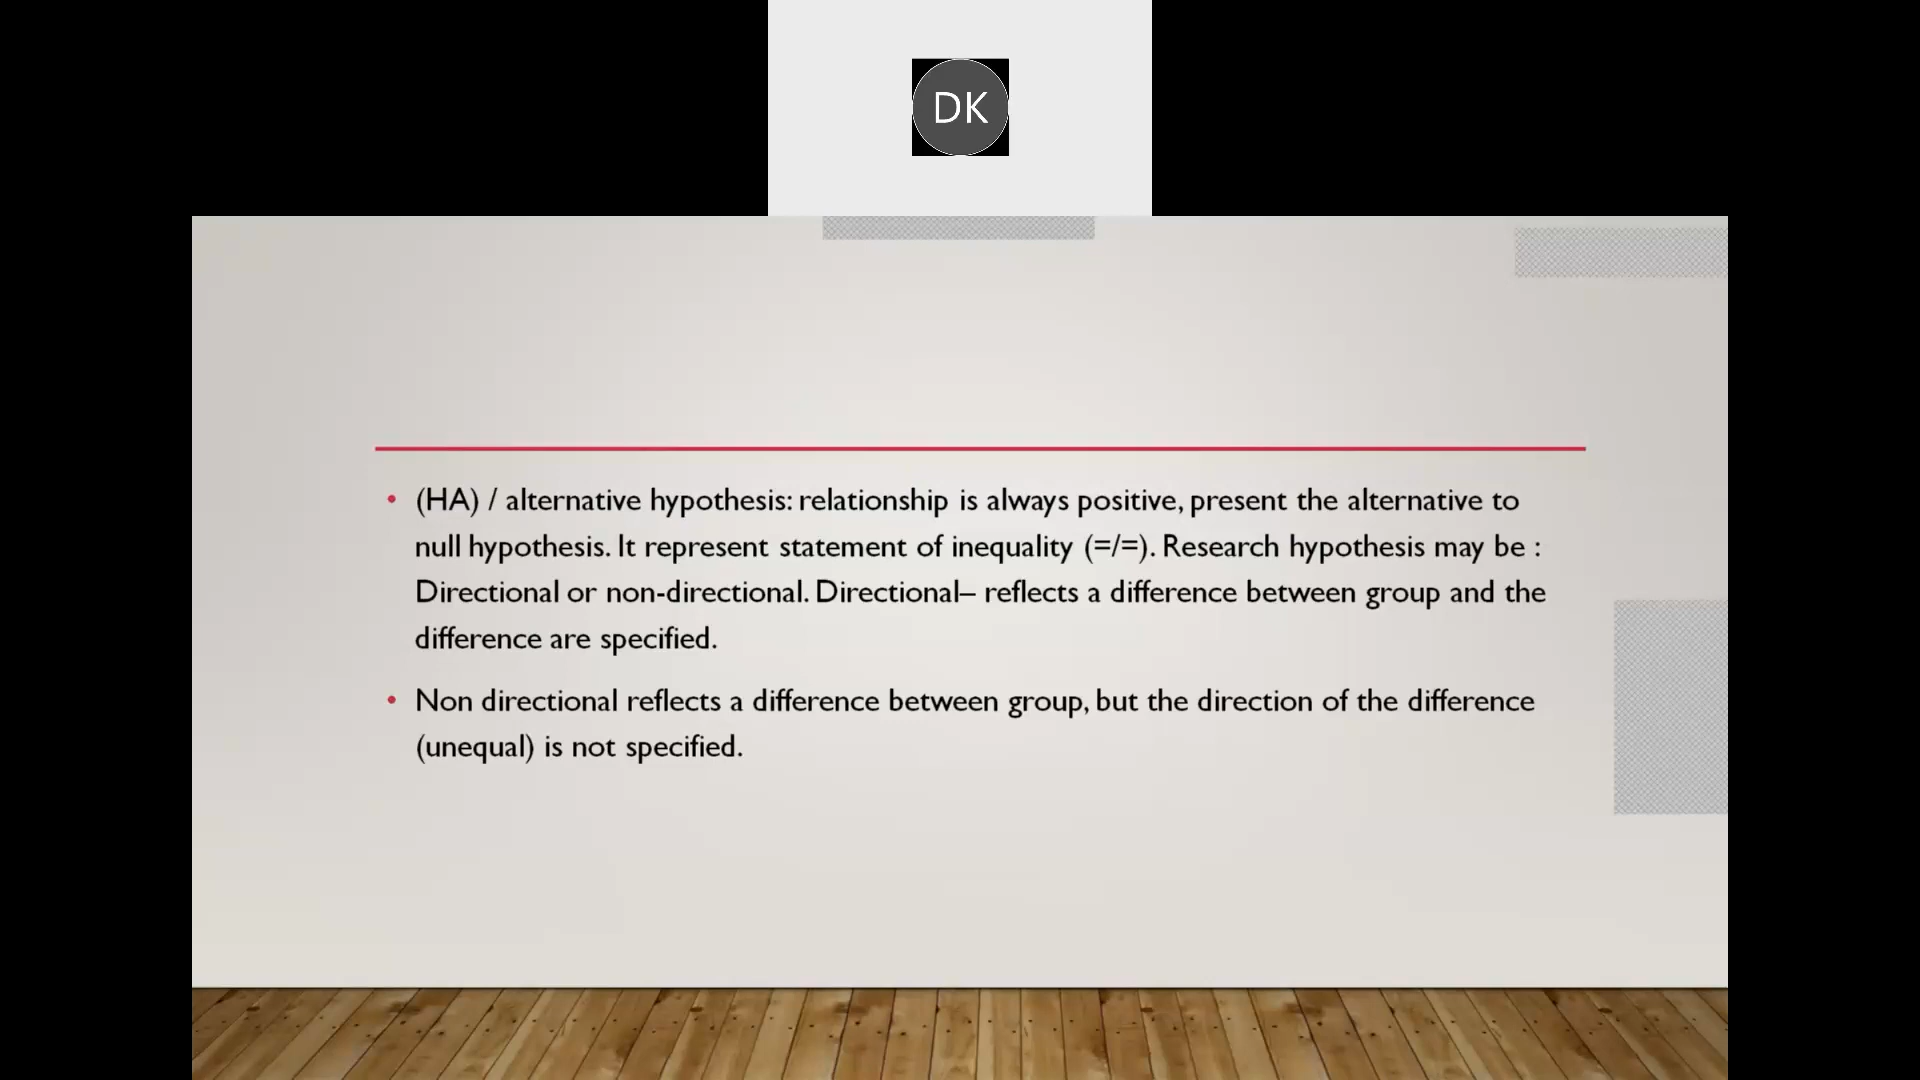 DK
• (HA) / alternative hypothesis: relationship is always positive, present the alternative to
null hypothesis. It represent statement of inequality (=/=). Research hypothesis may be :
Directional or non-directional. Directional– reflects a difference between group and the
difference are specified.
• Non directional reflects a difference between group, but the direction of the difference
(unequal) is not specified.